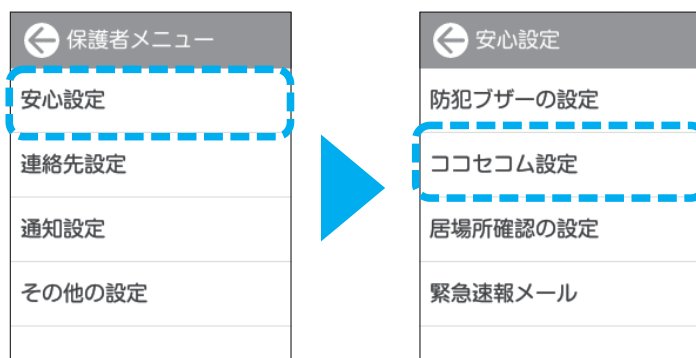 保護者メニュー
安心設定
連絡先設定
通知設定
その他の設定
安心設定
防犯ブザーの設定
ココセコム設定
居場所確認の設定
緊急速報メール